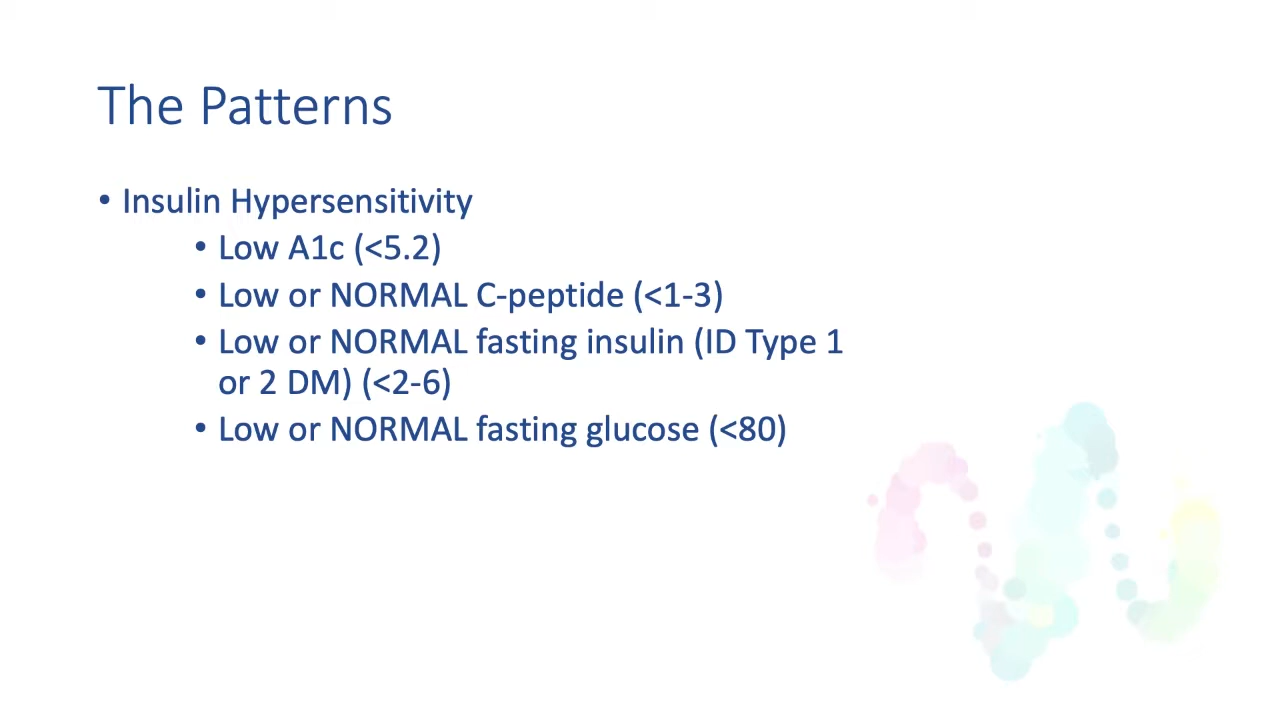 The Patterns
• Insulin Hypersensitivity
• Low A1c (<5.2)
• Low or NORMAL C-peptide (<1-3)
• Low or NORMAL fasting insulin (ID Type 1
or 2 DM) (<2-6)
• Low or NORMAL fasting glucose (<80)